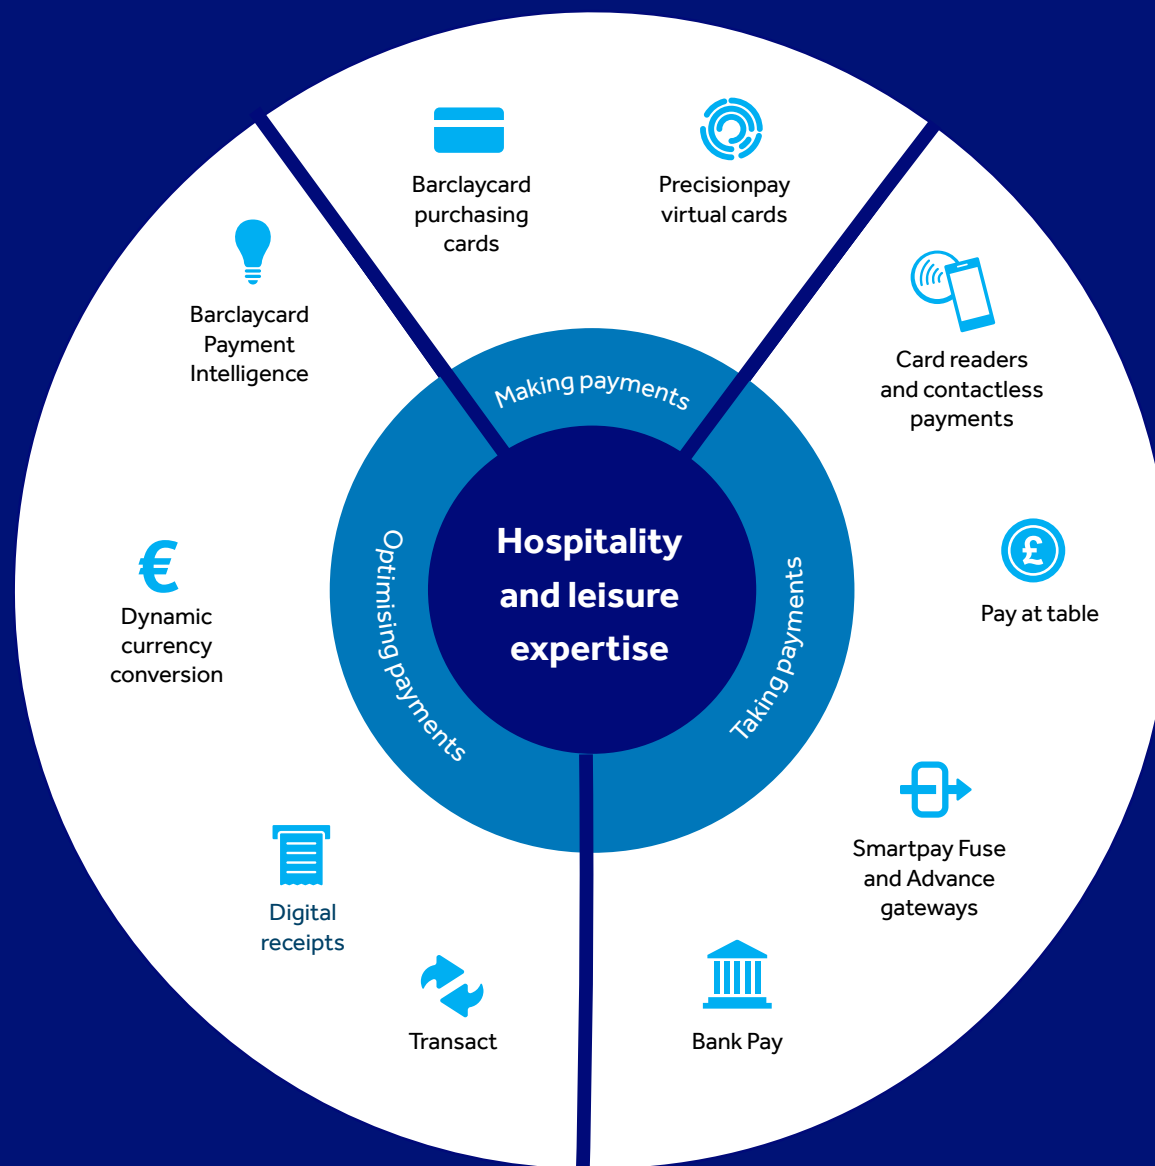 Barclaycard
purchasing
cards
Precisionpay
virtual cards
Barclaycard
Payment
Intelligence
Card readers
and contactless
payments
Making payments
Hospitality
and leisure
expertise
Optimising payments
Taking payments
€
Dynamic
currency
conversion
£
Pay at table
Smartpay Fuse
and Advance
gateways
Digital
receipts
Transact
Bank Pay